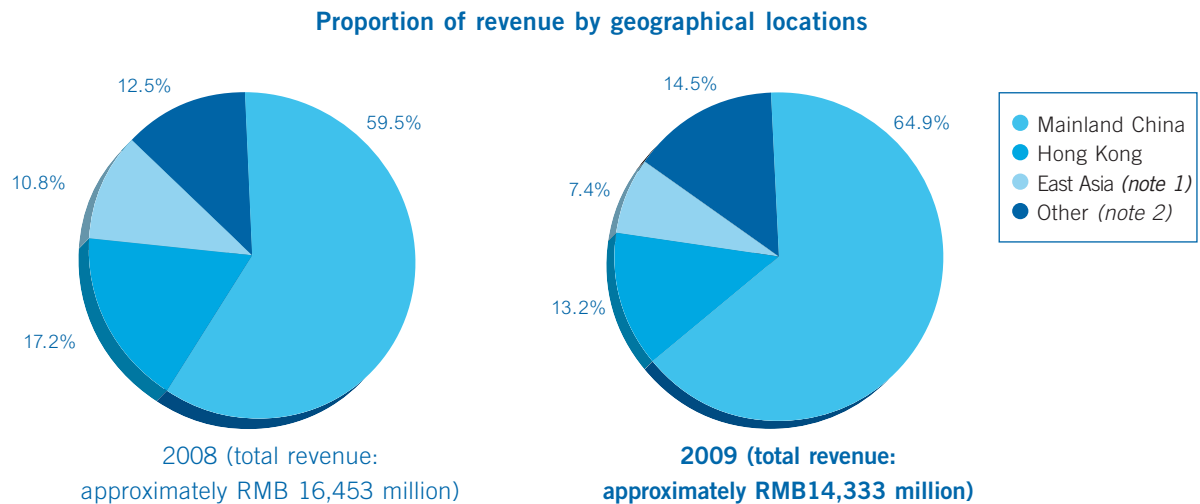 Proportion of revenue by geographical locations
12.5%
59.5%
10.8%
17.2%
2008 (total revenue:
approximately RMB 16,453 million)
14.5%
64.9%
7.4%
13.2%
2009 (total revenue:
approximately RMB14,333 million)
Mainland China
Hong Kong
East Asia (note 1)
Other (note 2)